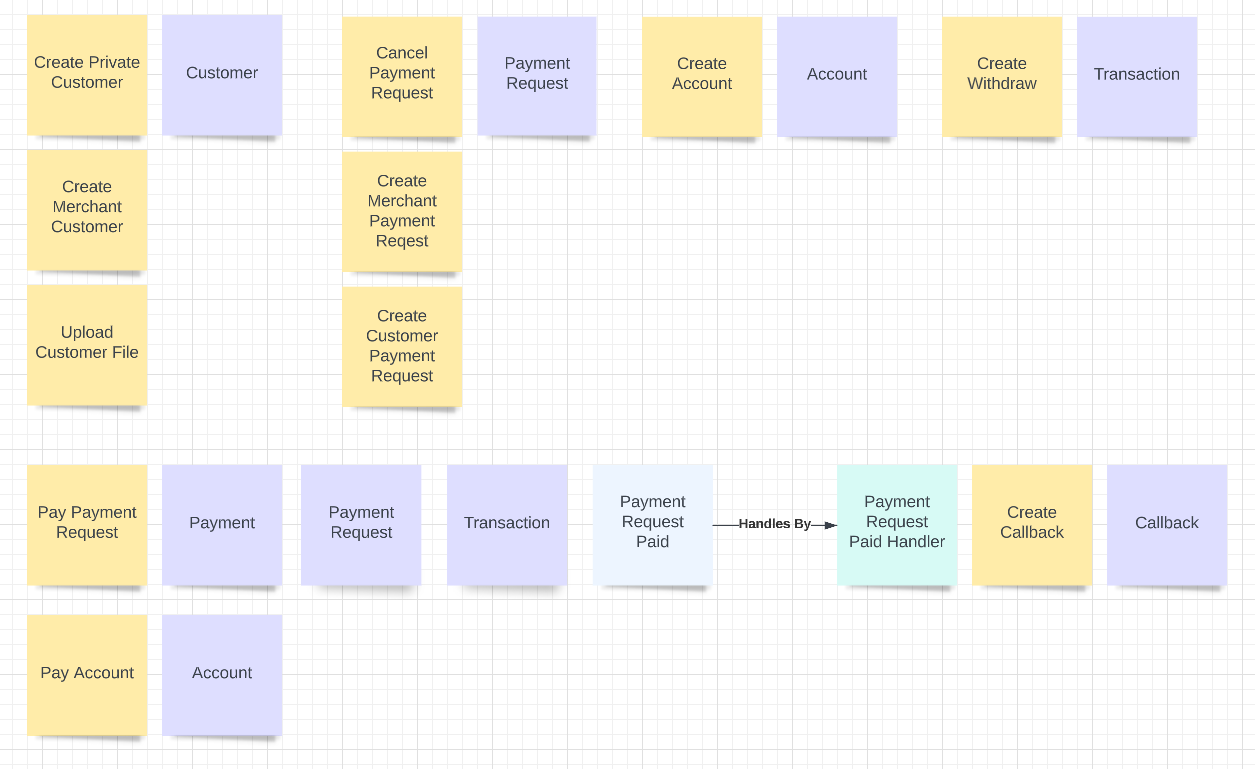 Create Private
Customer
Customer
Cancel
Payment
Request
Payment
Request
Create
Account
Account
Create
Withdraw
Transaction
Create
Merchant
Customer
Create
Merchant
Payment
Reqest
Upload
Customer File
Create
Customer
Payment
Request
Pay Payment
Request
Payment
Payment
Request
Transaction
Payment
Request
Paid
Handles By
Payment
Request
Paid Handler
Create
Callback
Callback
Pay Account
Account